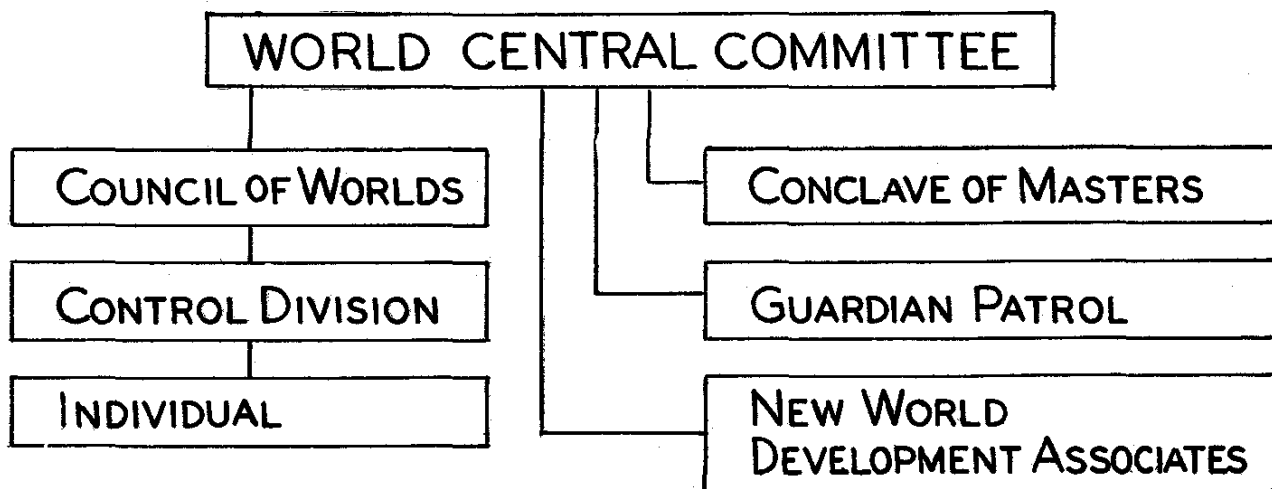 WORLD CENTRAL COMMITTEE
COUNCIL OF WORLDS
CONTROL DIVISION
INDIVIDUAL
CONCLAVE OF MASTERS
GUARDIAN PATROL
NEW WORLD
DEVELOPMENT ASSOCIATES